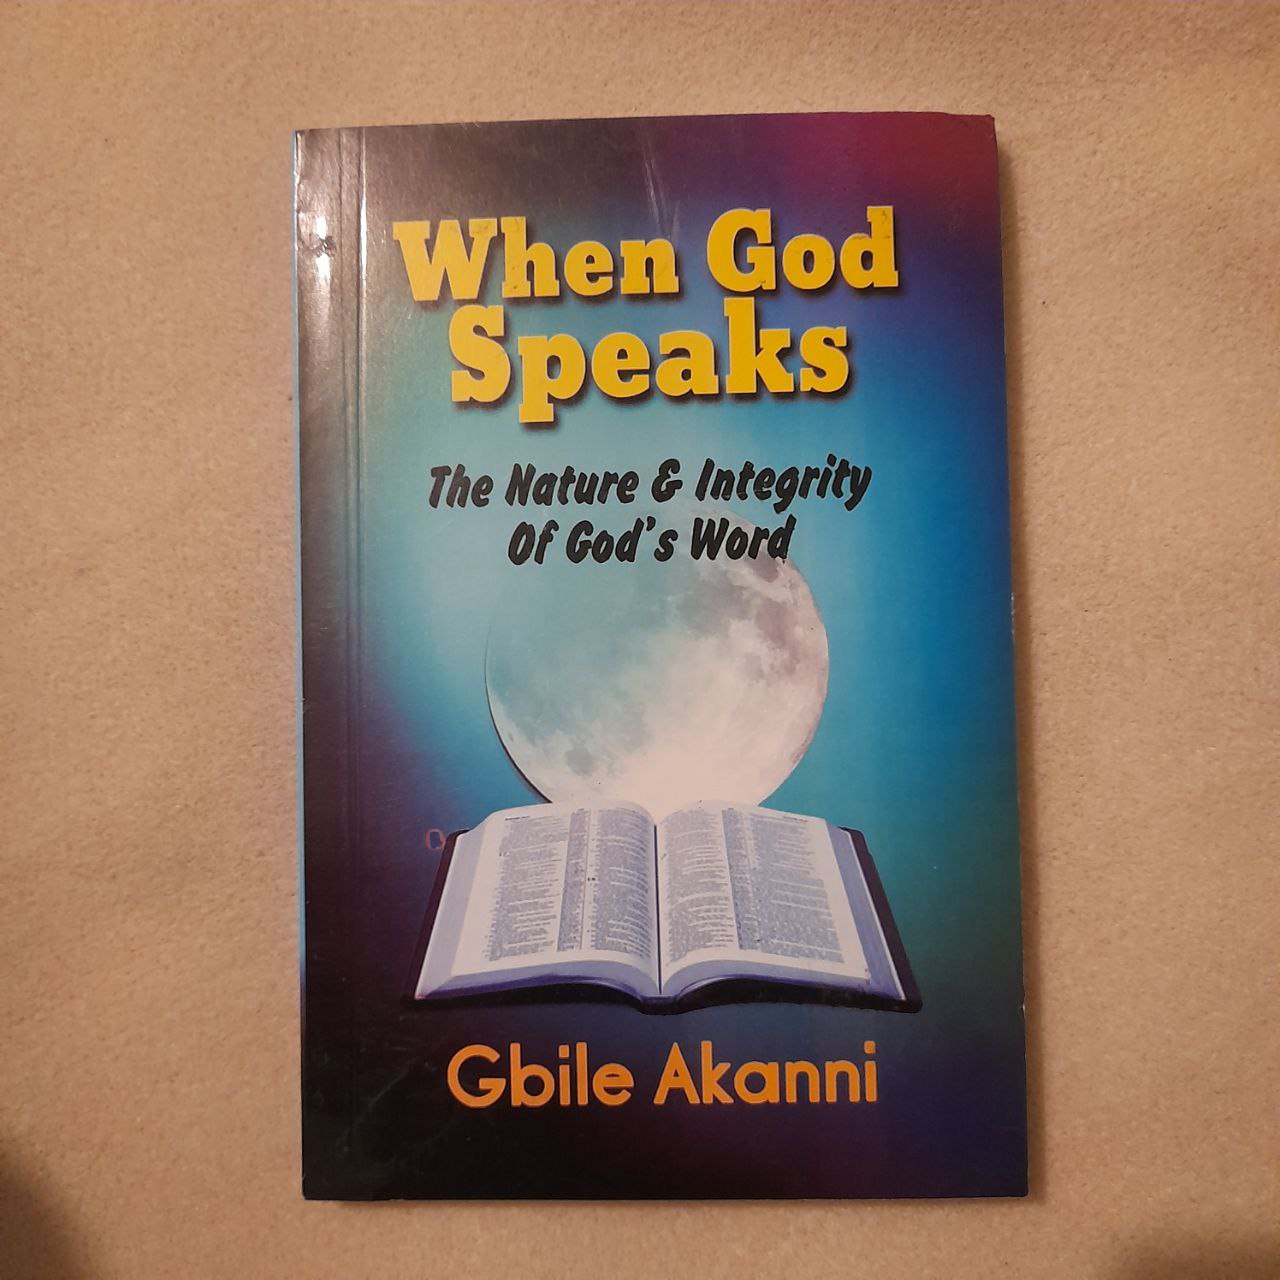 When God
Speaks
The Nature & Integrity
Of God's Word
Gbile Akanni